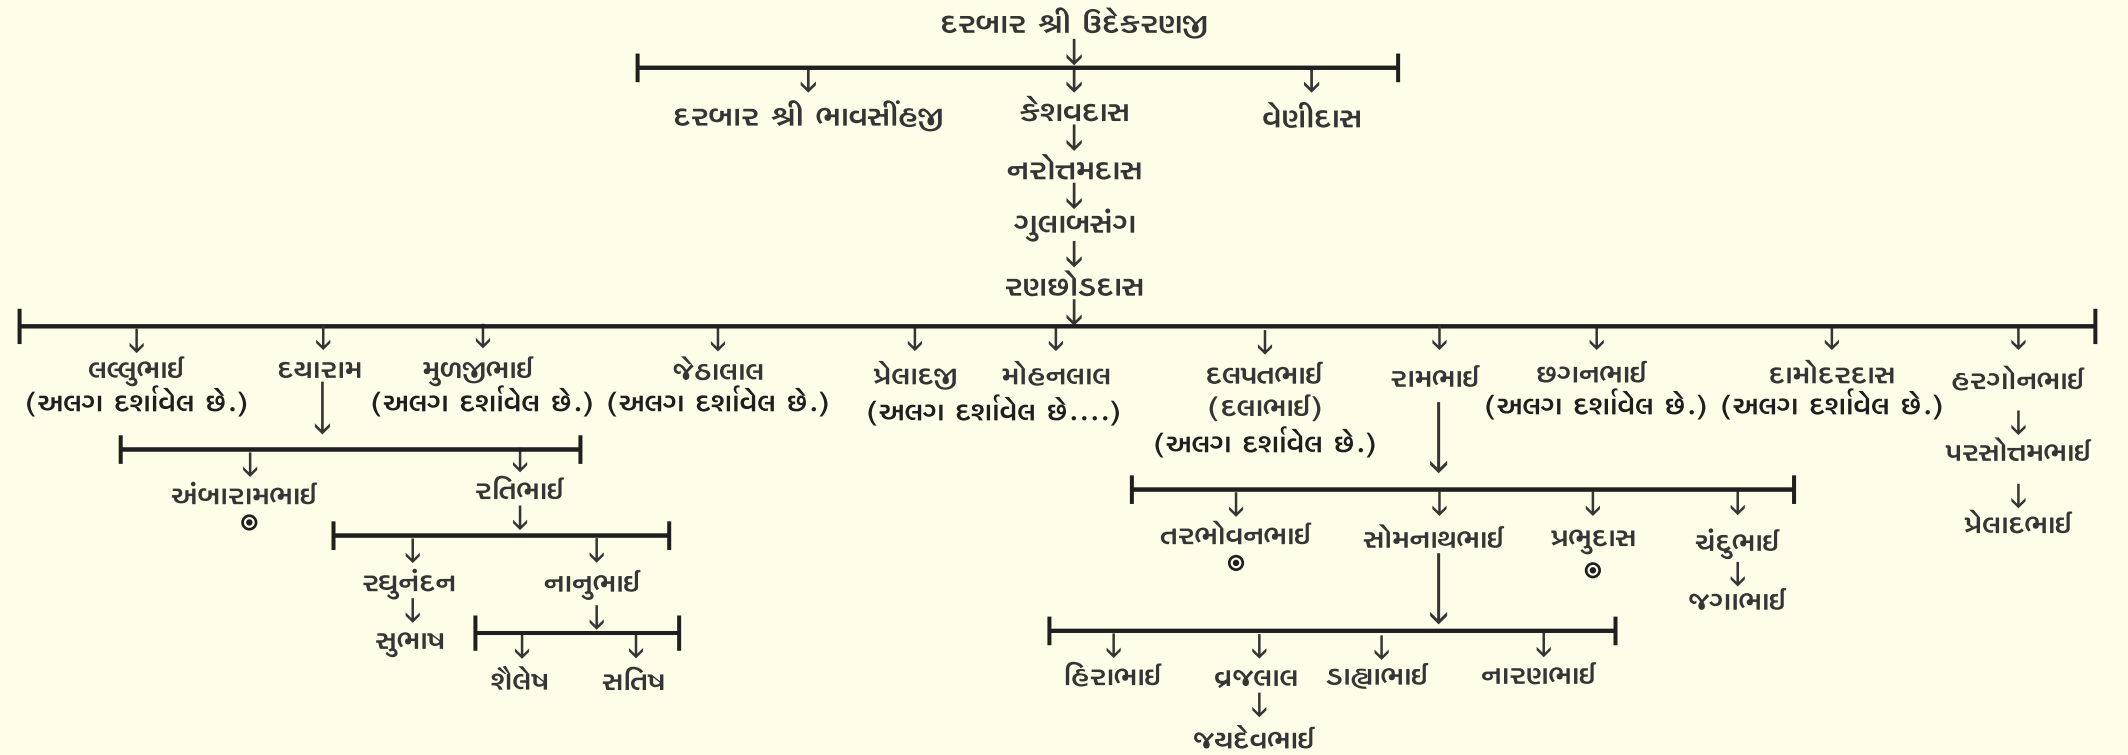 દરબાર શ્રી ઉદેકરણજી
દરબાર શ્રી ભાવસીંહજી
કેશવદાસ
વેણીદાસ
નરોત્તમદાસ
ગુલાબસંગ
રણછોડદાસ
લલ્લુભાઈ
(અલગ દર્શાવેલ છે.)
દયારામ
મુળજીભાઈ
(અલગ દર્શાવેલ છે.)
જેઠાલાલ
(અલગ દર્શાવેલ છે.)
પ્રેલાદજી
મોહનલાલ
(અલગ દર્શાવેલ છે....)
દલપતભાઈ
(દલાભાઈ)
(અલગ દર્શાવેલ છે.)
રામભાઈ
છગનભાઈ
(અલગ દર્શાવેલ છે.)
દામોદરદાસ
(અલગ દર્શાવેલ છે.)
હરગોનભાઈ
પરસોત્તમભાઈ
પ્રેલાદભાઈ
અંબારામભાઈ
રતિભાઈ
રઘુનંદન
નાનુભાઈ
સુભાષ
શૈલેષ
સતિષ
તરભોવનભાઈ
સોમનાથભાઈ
પ્રભુદાસ
ચંદુભાઈ
જગાભાઈ
હિરાભાઈ
વ્રજલાલ
ડાહ્યાભાઈ
નારણભાઈ
જયદેવભાઈ